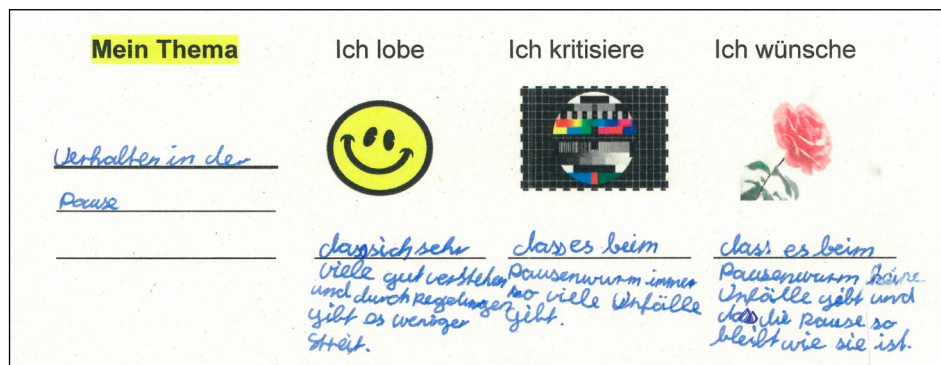 Mein Thema
Ich lobe
Ich kritisiere
Ich wünsche
Verhalten in der
Pause
dass sich sehr
viele gut verstehen
und durch Regelungen
gibt es weniger
Streit.
dass es beim
Pausenwurm immer
so viele Unfälle
gibt.
dass es beim
Pausenwurm keine
Unfälle gibt und
das die Pause so
bleibt wie sie ist.